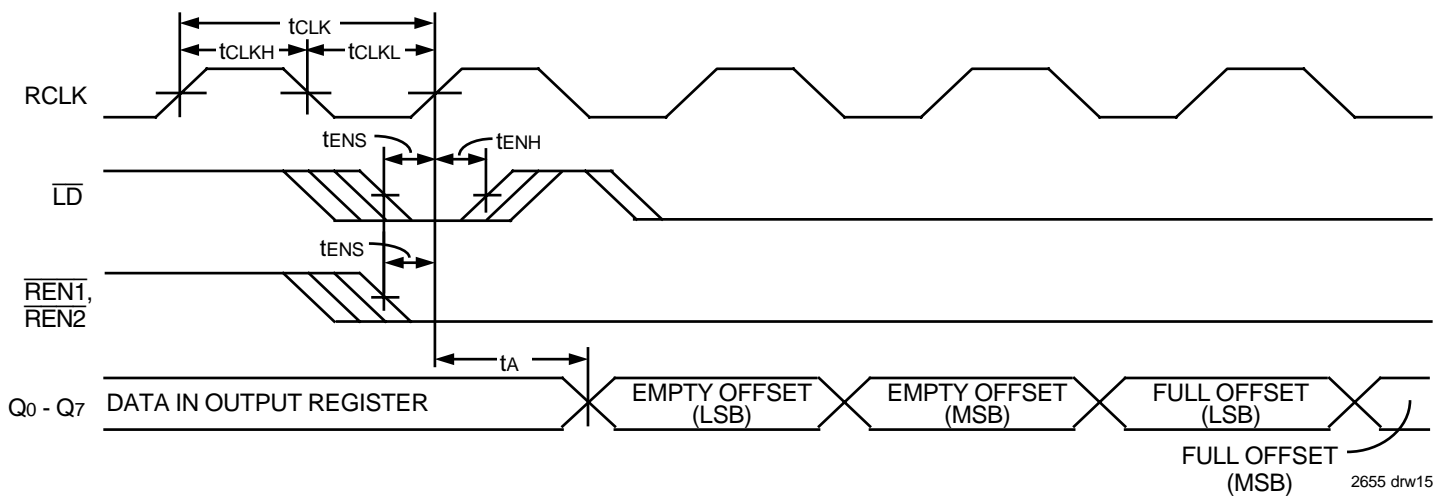 tCLK
tCLKH tCLKL
RCLK
tENS tENH
LD
tENS
REN1,
REN2
tA
Q0 - Q7 DATA IN OUTPUT REGISTER EMPTY OFFSET (LSB) EMPTY OFFSET (MSB) FULL OFFSET (LSB)
FULL OFFSET
(MSB)
2655 drw15